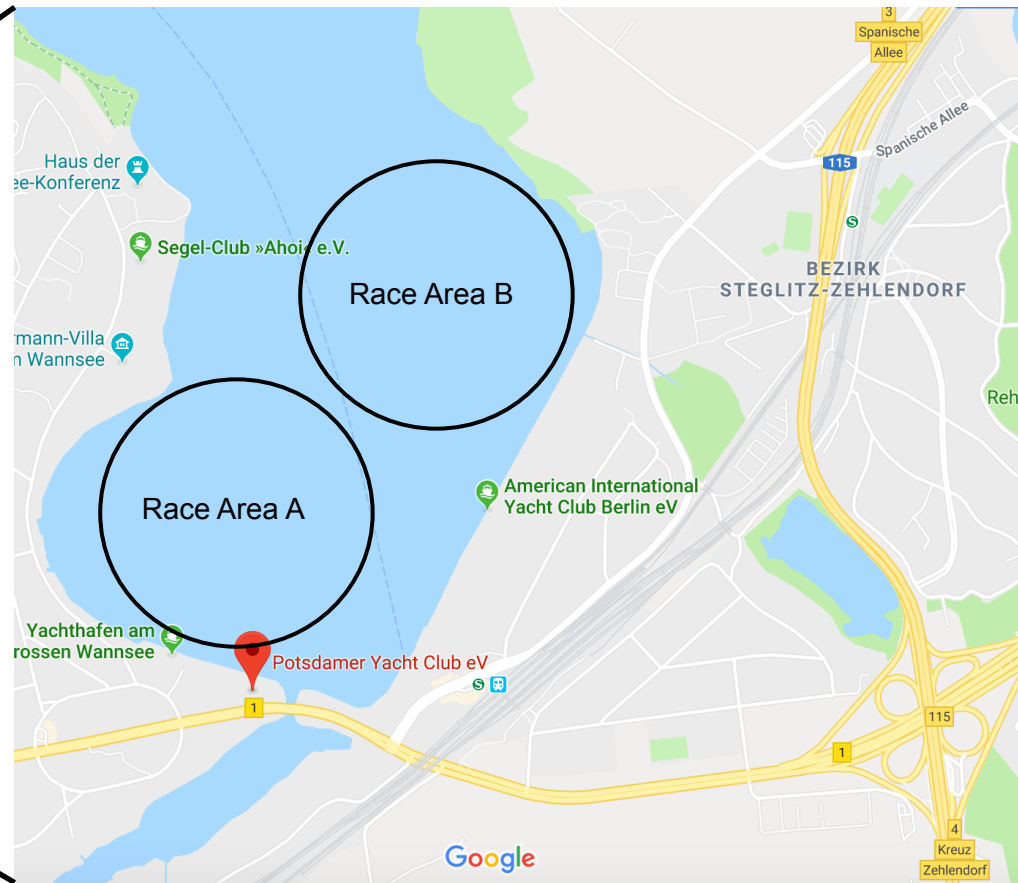 3
Spanische
Allee
Spanische Allee
115
Haus der
ee-Konferenz
Segel-Club »Ahoi« e.V.
S
BEZIRK
STEGLITZ-ZEHLENDORF
Race Area B
rmann-Villa
n Wannsee
Reh
American International
Yacht Club Berlin eV
Race Area A
Yachthafen am
rossen Wannsee
Potsdamer Yacht Club eV
S
1
115
1
4
Kreuz
Zehlendorf
Google